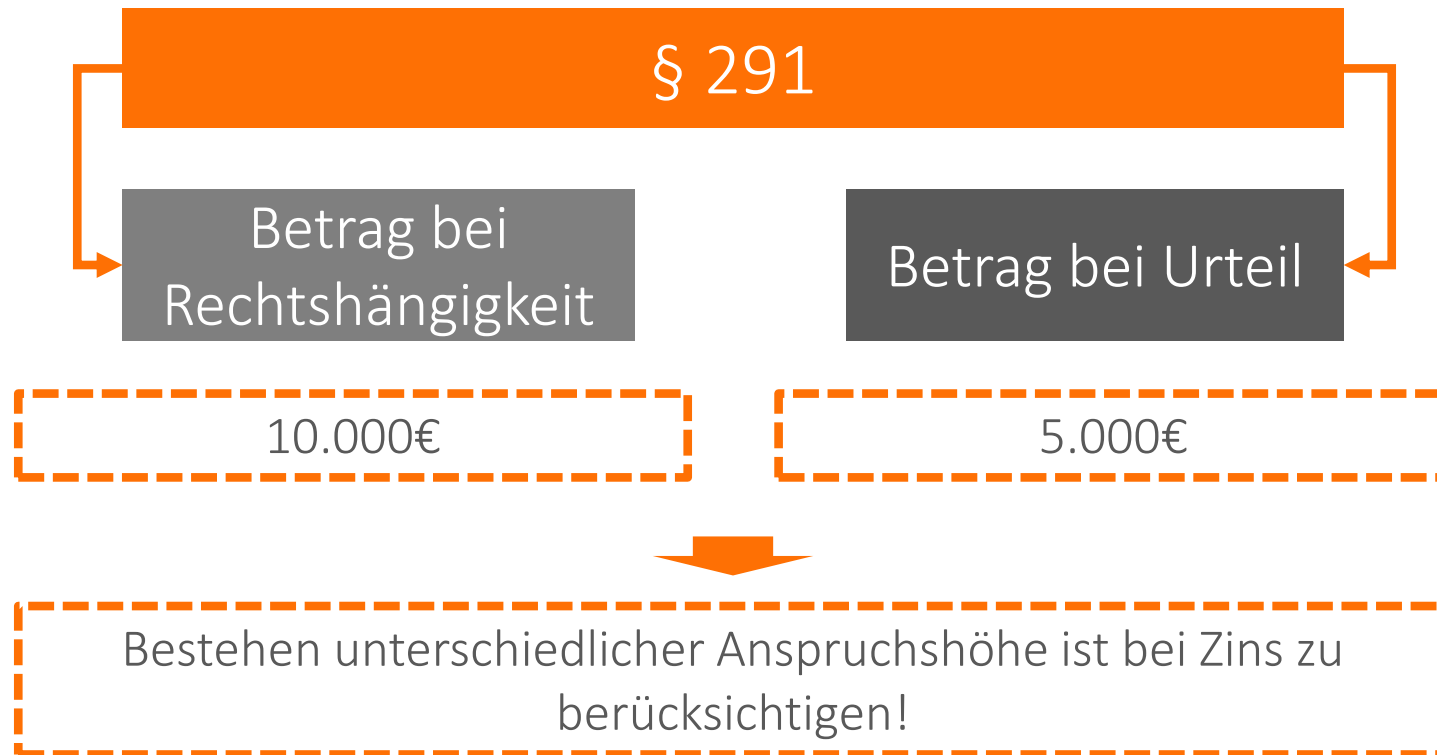 § 291
Betrag bei
Rechtshängigkeit
Betrag bei Urteil
10.000€
5.000€
Bestehen unterschiedlicher Anspruchshöhe ist bei Zins zu
berücksichtigen!